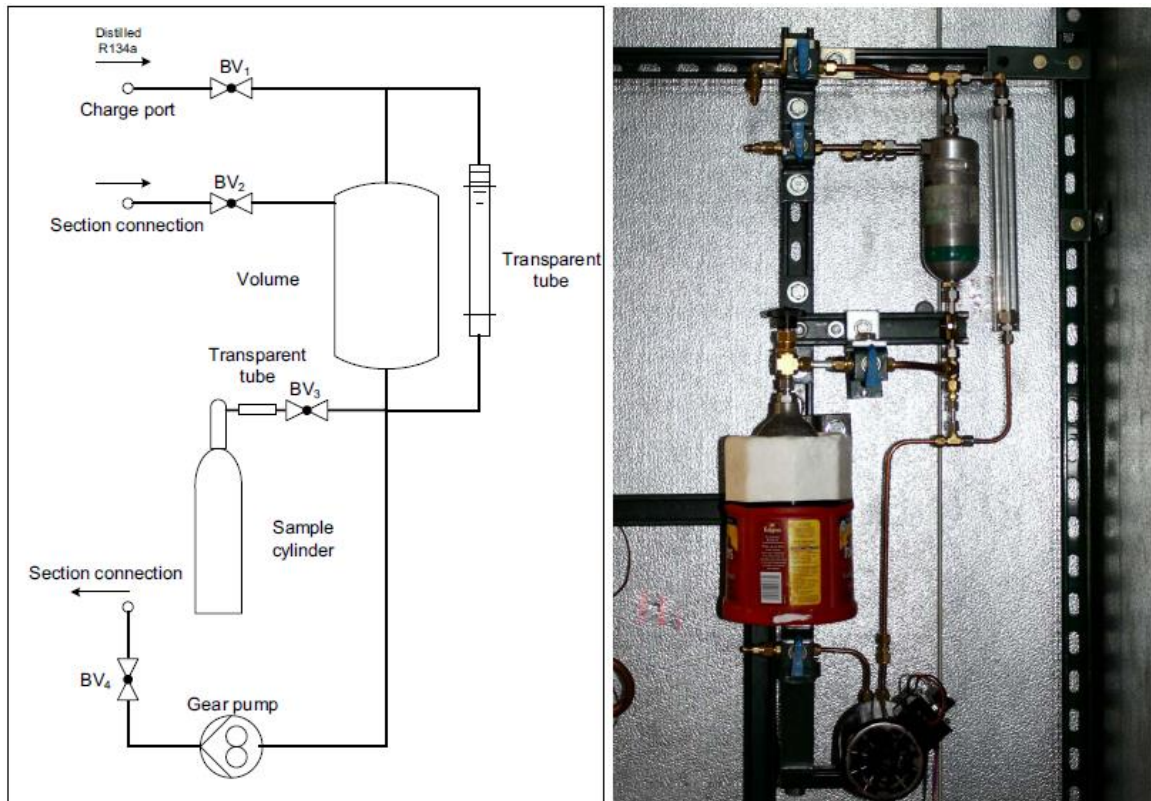 Distilled
R134a
BV1
Charge port
BV2
Section connection
Volume
Transparent
tube
Transparent
tube
BV3
Sample
cylinder
Section connection
BV4
Gear pump
Folgers